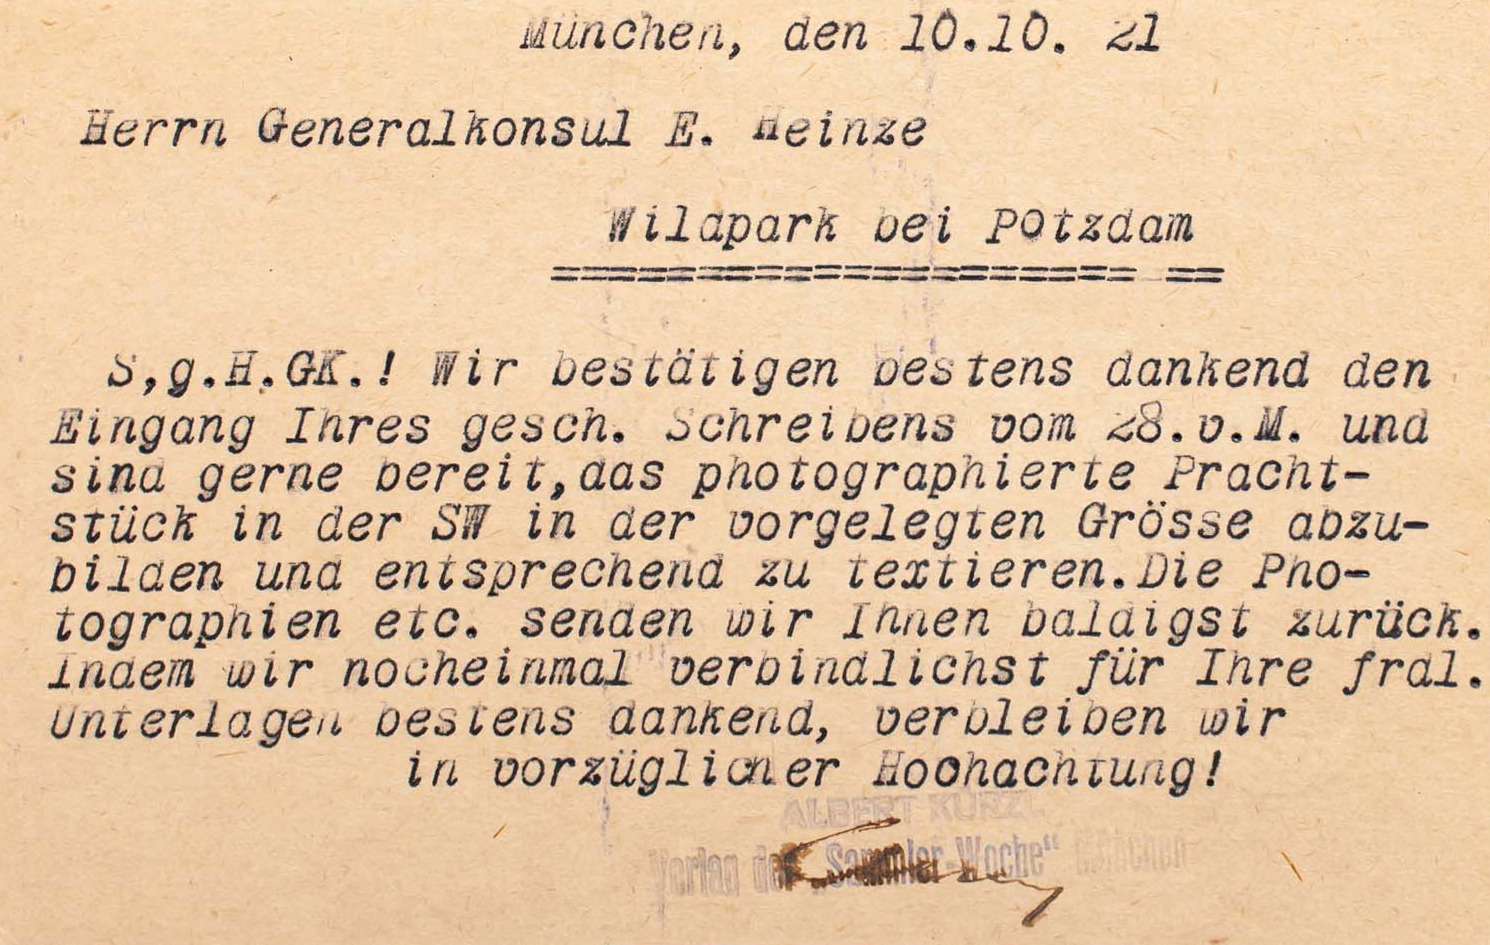 München, den 10.10. 21
Herrn Generalkonsul E. Heinze
Wildpark bei Potzdam
======================
S,g.H.GK.! Wir bestätigen bestens dankend den
Eingang Ihres gesch. Schreibens vom 28.v.M. und
sind gerne bereit,das photographierte Pracht-
stück in der SW in der vorgelegten Grösse abzu-
bilden und entsprechend zu textieren.Die Pho-
tographien etc. senden wir Ihnen baldigst zurück.
Indem wir nocheinmal verbindlichst für Ihre frdl.
Unterlagen bestens dankend, verbleiben wir
in vorzüglicher Hochachtung!
ALBERT KÜRZL
Verlag der „Sammler-Woche“ München